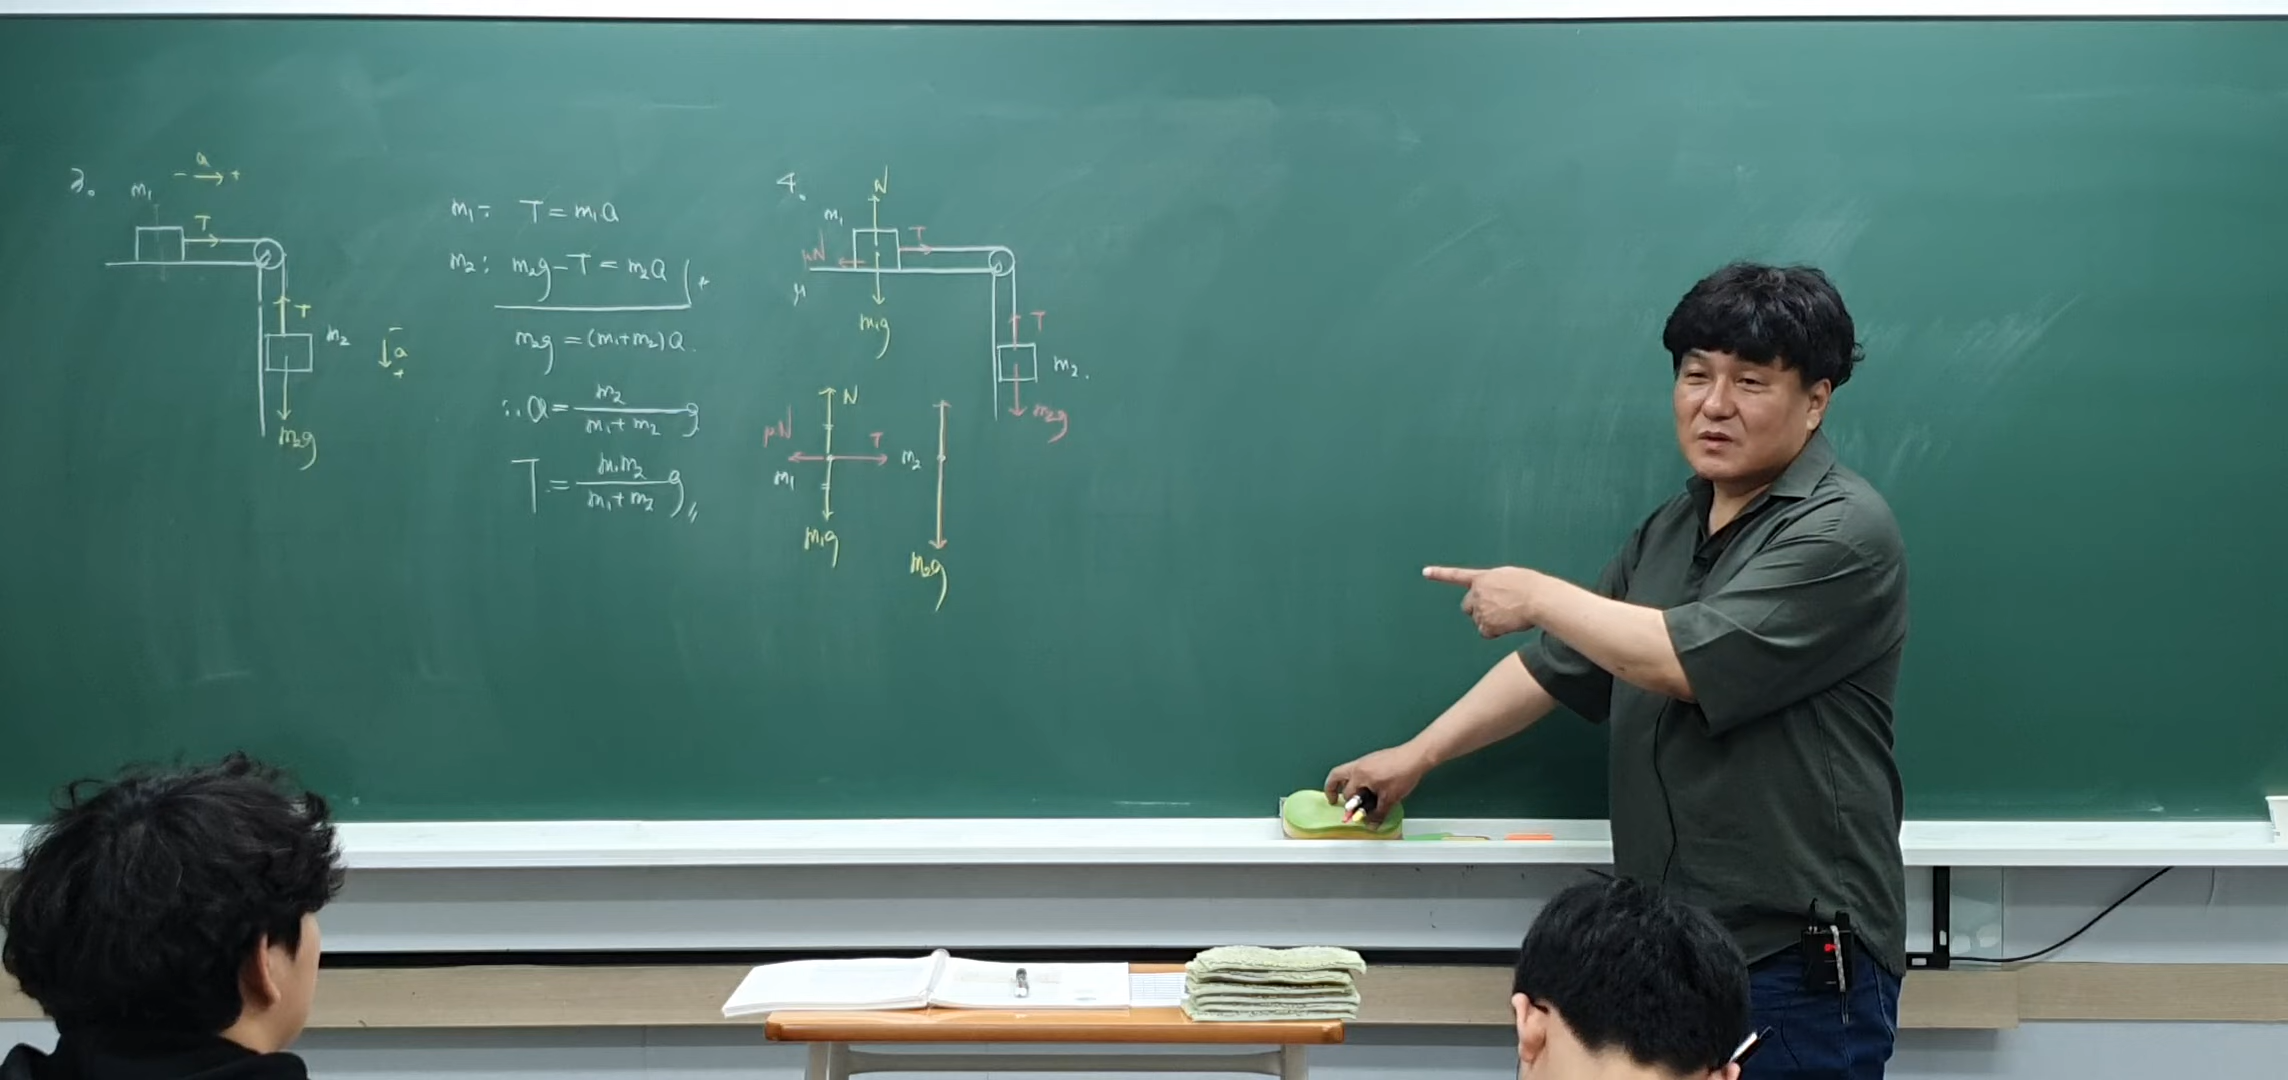 3.
a
- → +
m₁
T
T
m₂
-
a
+
m₂g
m₁: T = m₁a
m₂: m₂g - T = m₂a
+
m₂g = (m₁+m₂)a.
∴ a = m₂/(m₁+m₂) g
T = m₁m₂/(m₁+m₂) g
4.
N
m₁
T
μN
μ
m₁g
T
m₂.
m₂g
N
μN
T
m₁
m₁g
m₂
m₂g